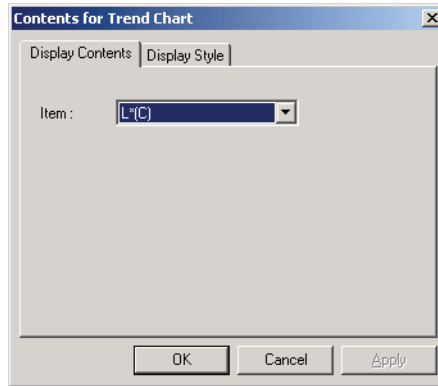 Contents for Trend Chart
Display Contents Display Style
Item : L*(C)
OK Cancel Apply